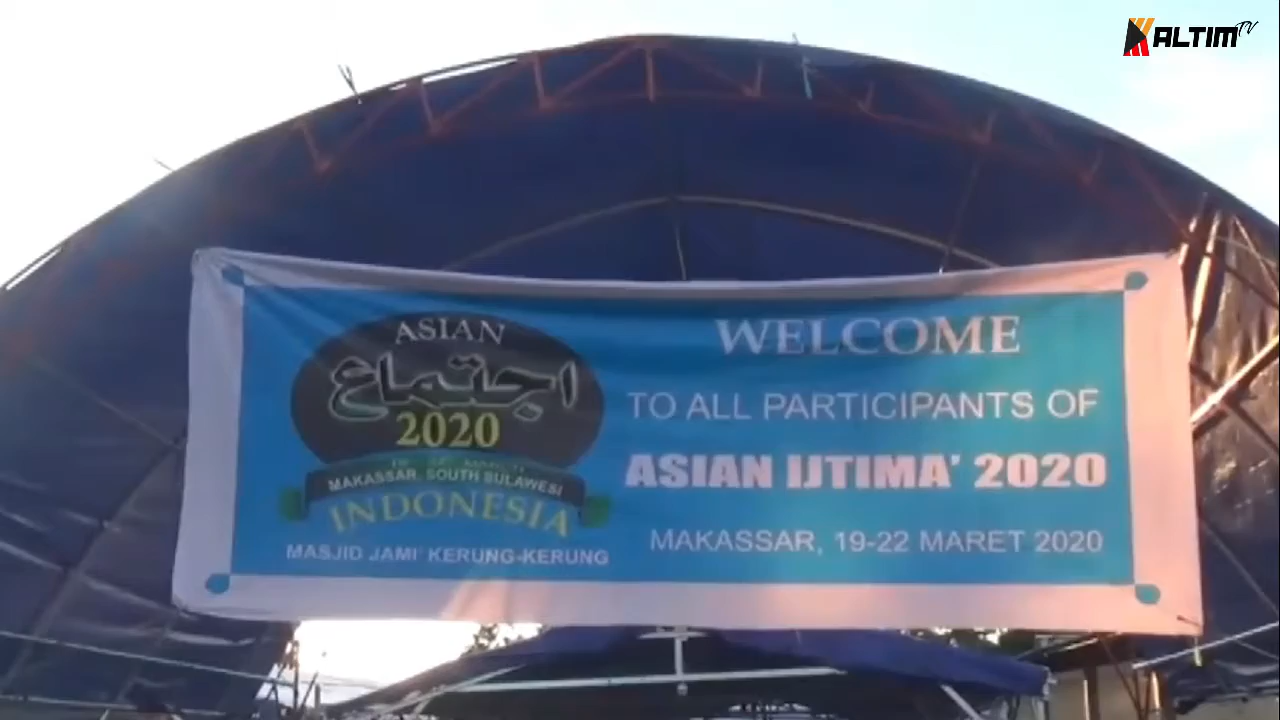 KALTIM TV
ASIAN
اجتماع
2020
MAKASSAR, SOUTH SULAWESI
INDONESIA
MASJID JAMI' KERUNG-KERUNG
WELCOME
TO ALL PARTICIPANTS OF
ASIAN IJTIMA' 2020
MAKASSAR, 19-22 MARET 2020